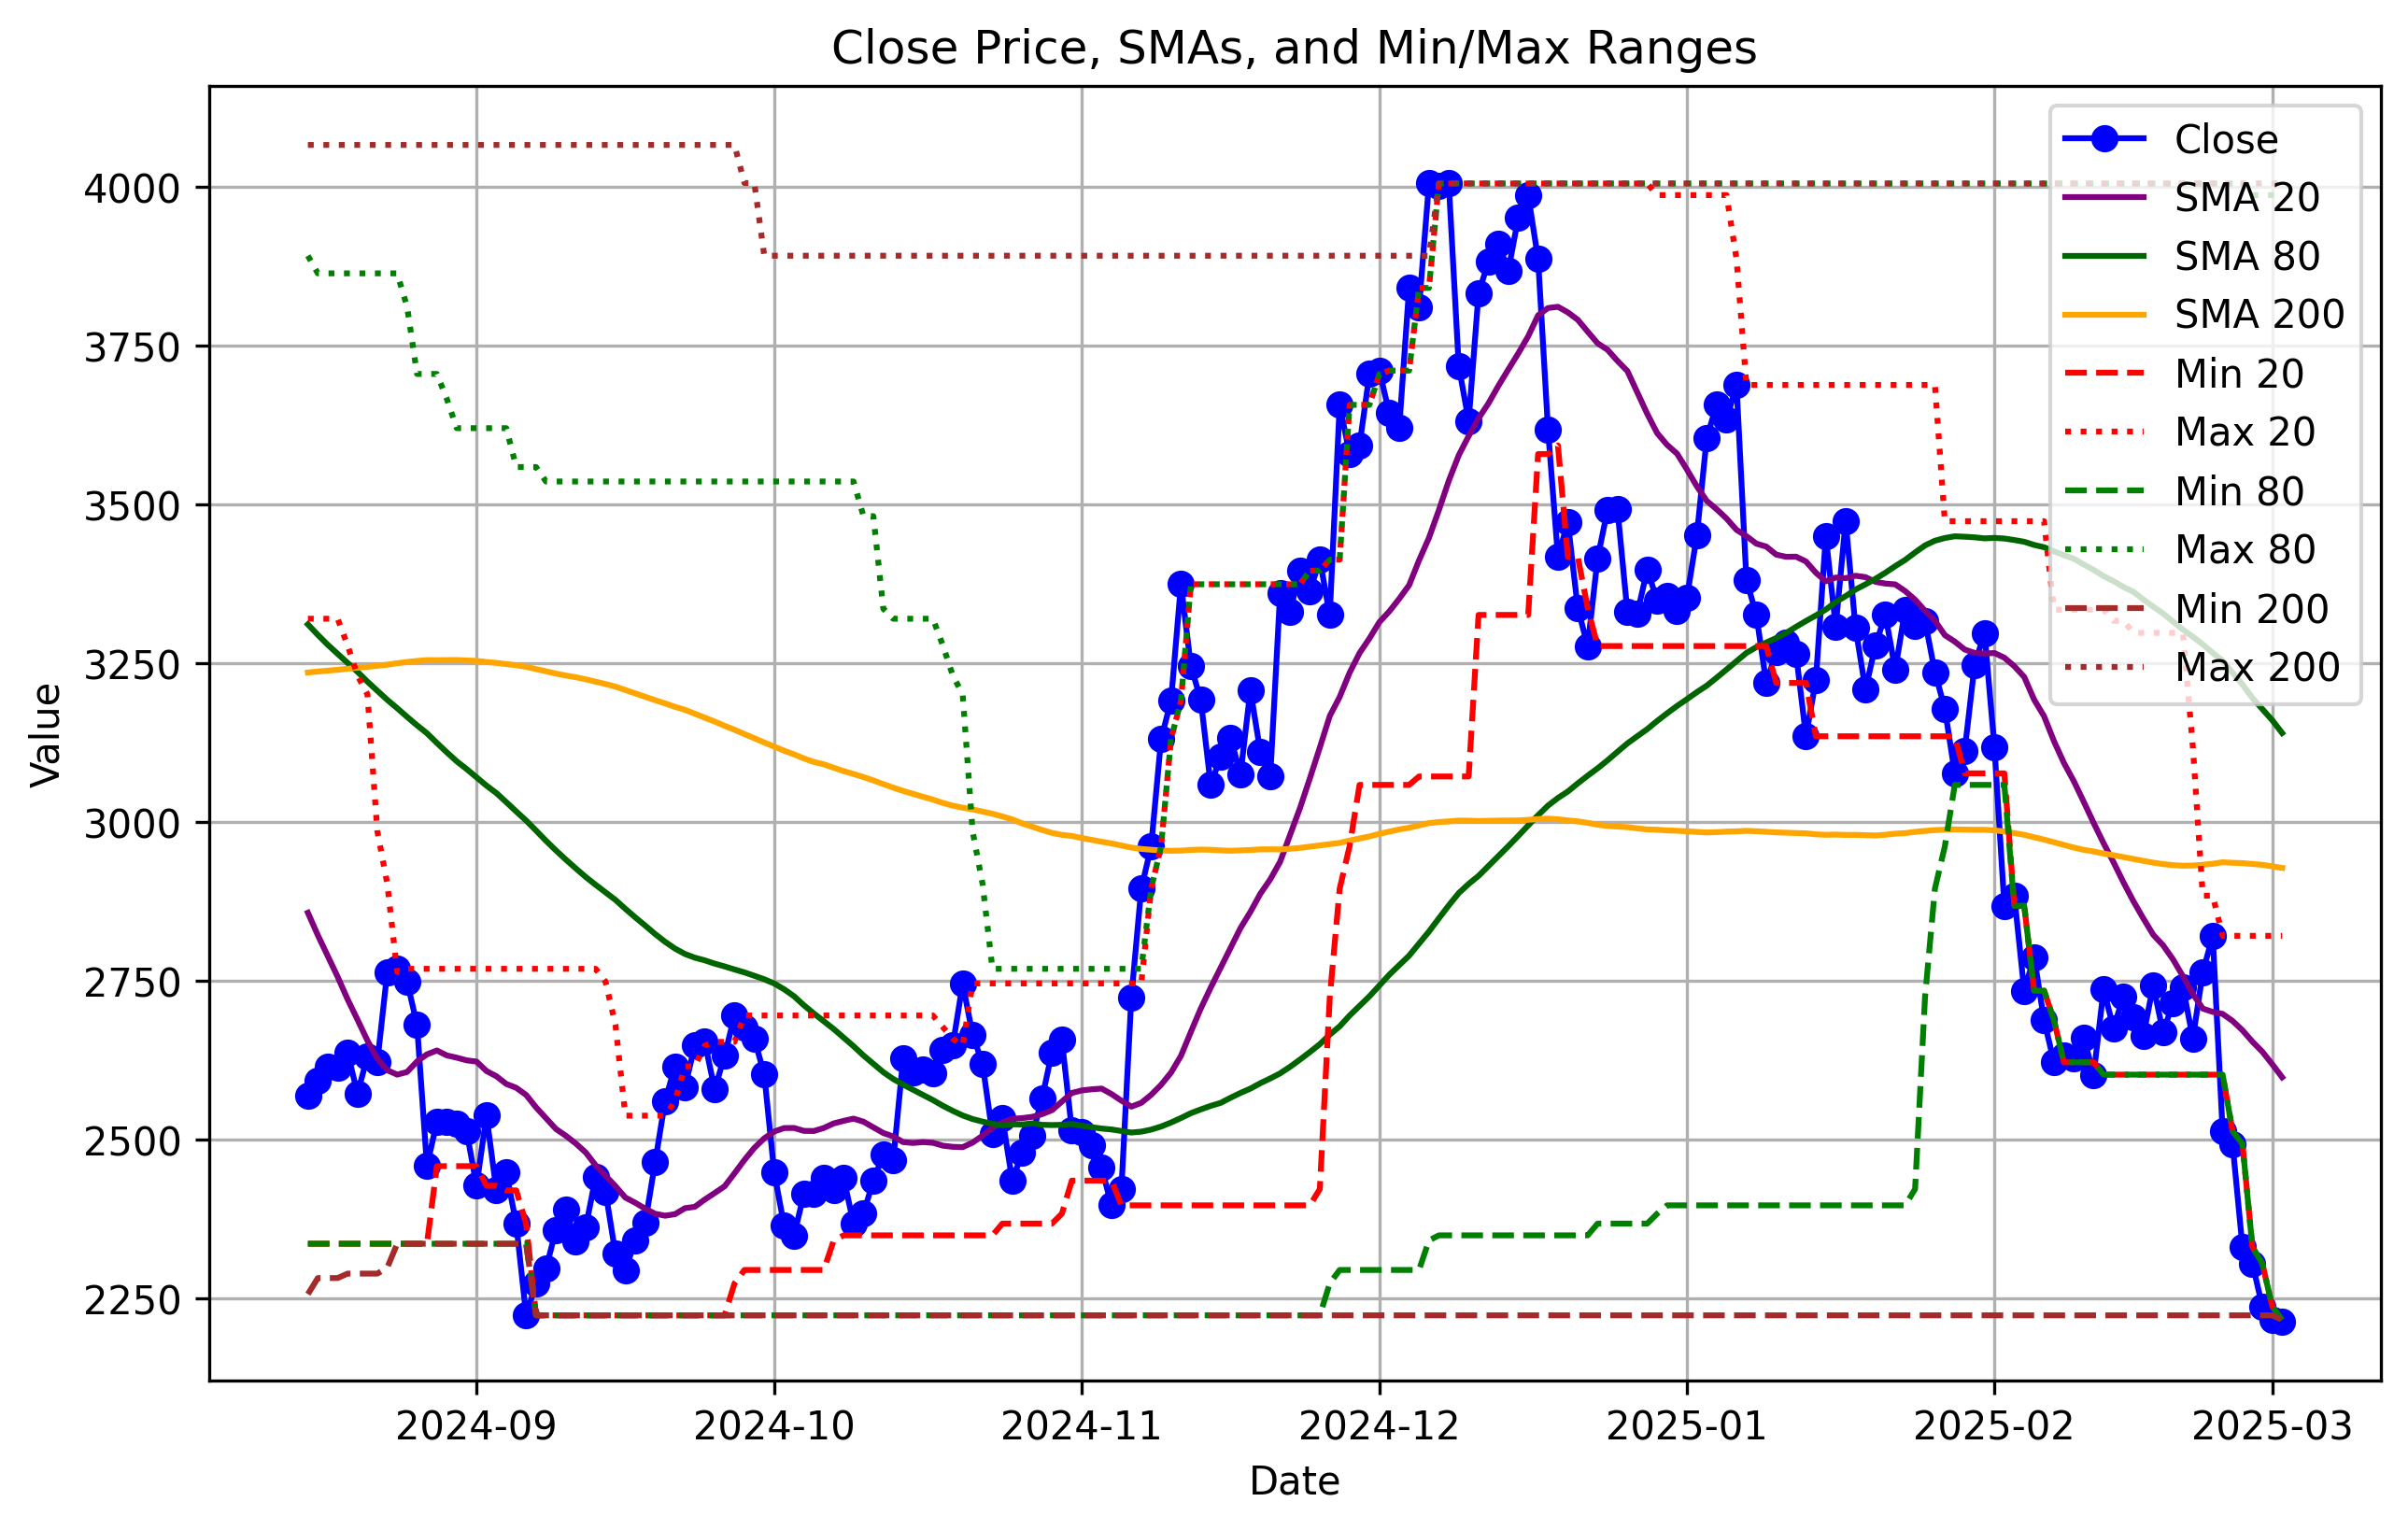 Close Price, SMAs, and Min/Max Ranges
Value
4000
3750
3500
3250
3000
2750
2500
2250
Close
SMA 20
SMA 80
SMA 200
Min 20
Max 20
Min 80
Max 80
Min 200
Max 200
2024-09
2024-10
2024-11
2024-12
2025-01
2025-02
2025-03
Date